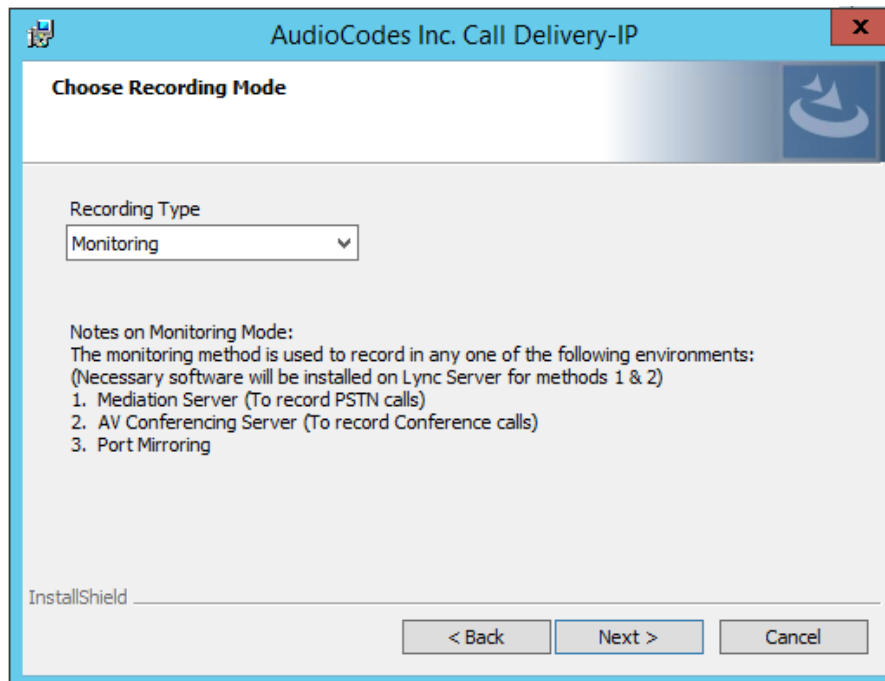 AudioCodes Inc. Call Delivery-IP
x
Choose Recording Mode
Recording Type
Monitoring
Notes on Monitoring Mode:
The monitoring method is used to record in any one of the following environments:
(Necessary software will be installed on Lync Server for methods 1 & 2)
1. Mediation Server (To record PSTN calls)
2. AV Conferencing Server (To record Conference calls)
3. Port Mirroring
InstallShield
< Back
Next >
Cancel